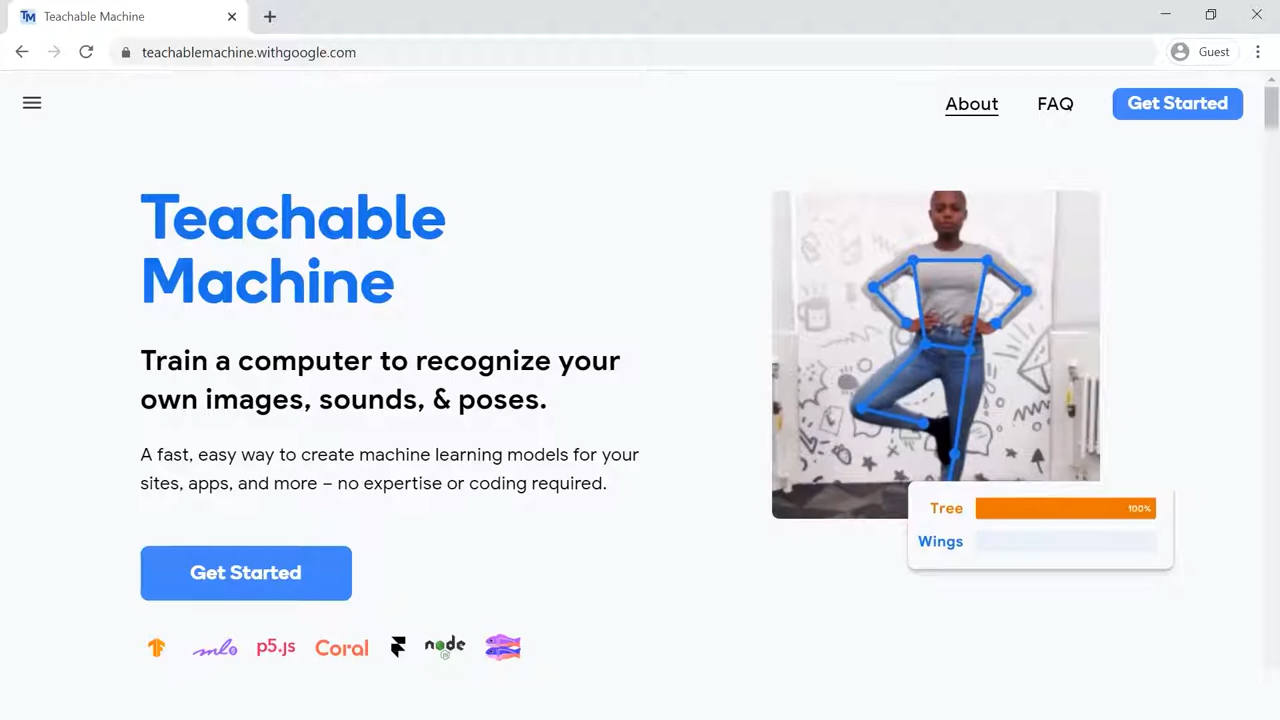 TM Teachable Machine
teachablemachine.withgoogle.com
Guest
About FAQ Get Started
Teachable
Machine
Train a computer to recognize your
own images, sounds, & poses.
A fast, easy way to create machine learning models for your
sites, apps, and more – no expertise or coding required.
Tree 100%
Wings
Get Started
ml5 p5.js Coral node